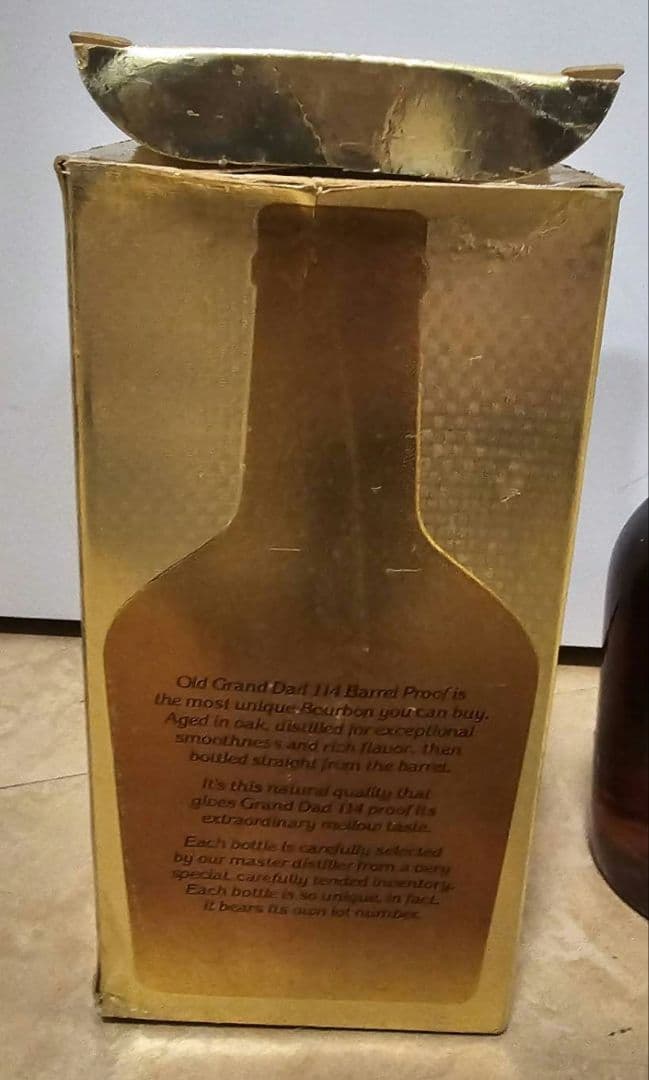 Old Grand Dad 114 Barrel Proof is
the most unique Bourbon you can buy.
Aged in oak, distilled for exceptional
smoothness and rich flavor, then
bottled straight from the barrel.
It's this natural quality that
gives Grand Dad 114 proof its
extraordinary mellow taste.
Each bottle is carefully selected
by our master distiller from a very
special, carefully tended inventory.
Each bottle is so unique, in fact,
it bears its own lot number.